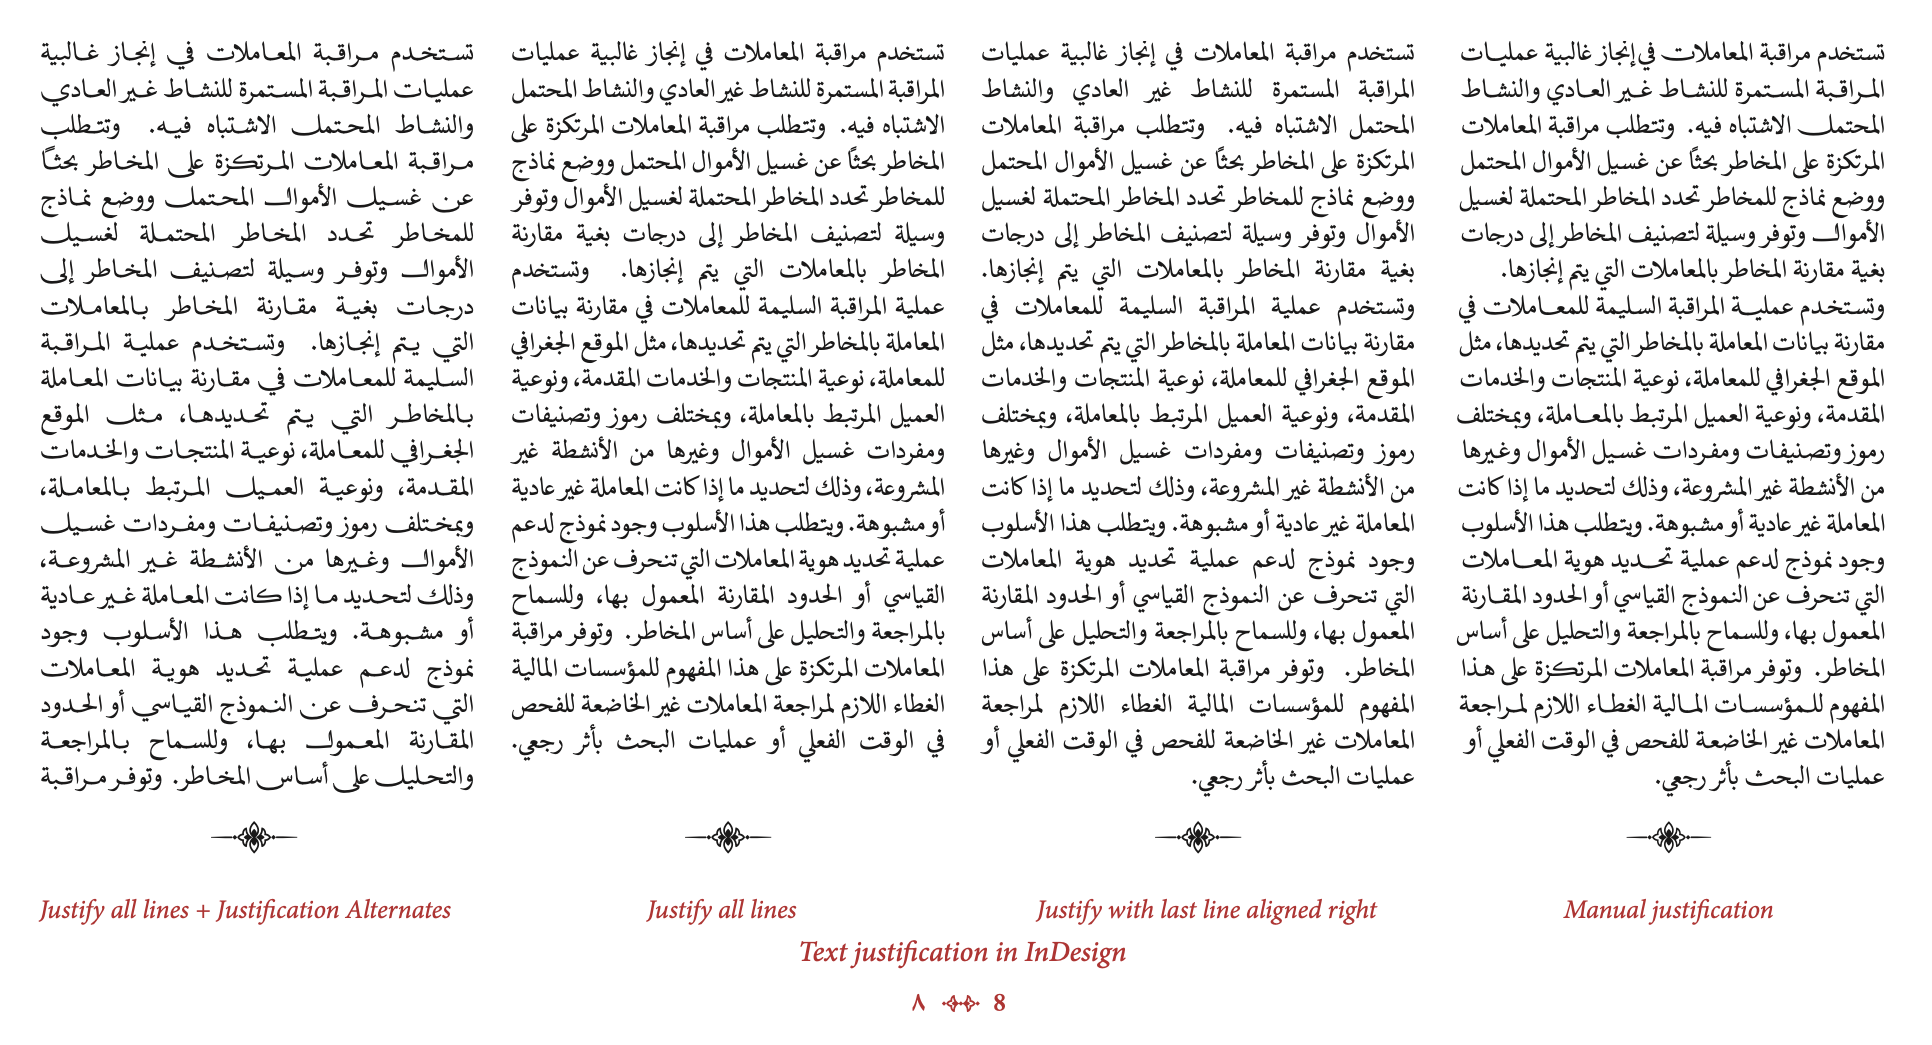 تستخدم مراقبة المعاملات في إنجاز غالبية عمليات
المراقبة المستمرة للنشاط غير العادي والنشاط
المحتمل الاشتباه فيه. وتتطلب مراقبة المعاملات
المرتكزة على المخاطر بحثًا عن غسيل الأموال المحتمل
ووضع نماذج للمخاطر تحدد المخاطر المحتملة لغسيل
الأموال وتوفر وسيلة لتصنيف المخاطر إلى درجات
بغية مقارنة المخاطر بالمعاملات التي يتم إنجازها.
وتستخدم عملية المراقبة السليمة للمعاملات في
مقارنة بيانات المعاملة بالمخاطر التي يتم تحديدها، مثل
الموقع الجغرافي للمعاملة، نوعية المنتجات والخدمات
المقدمة، ونوعية العميل المرتبط بالمعاملة، وبمختلف
رموز وتصنيفات ومفردات غسيل الأموال وغيرها
من الأنشطة غير المشروعة، وذلك لتحديد ما إذا كانت
المعاملة غير عادية أو مشبوهة. ويتطلب هذا الأسلوب
وجود نموذج لدعم عملية تحديد هوية المعاملات
التي تنحرف عن النموذج القياسي أو الحدود المقارنة
المعمول بها، وللسماح بالمراجعة والتحليل على أساس
المخاطر. وتوفر مراقبة المعاملات المرتكزة على هذا
المفهوم للمؤسسات المالية الغطاء اللازم لمراجعة
المعاملات غير الخاضعة للفحص في الوقت الفعلي أو
عمليات البحث بأثر رجعي.
Manual justification
تستخدم مراقبة المعاملات في إنجاز غالبية عمليات
المراقبة المستمرة للنشاط غير العادي والنشاط
المحتمل الاشتباه فيه. وتتطلب مراقبة المعاملات
المرتكزة على المخاطر بحثًا عن غسيل الأموال المحتمل
ووضع نماذج للمخاطر تحدد المخاطر المحتملة لغسيل
الأموال وتوفر وسيلة لتصنيف المخاطر إلى درجات
بغية مقارنة المخاطر بالمعاملات التي يتم إنجازها.
وتستخدم عملية المراقبة السليمة للمعاملات في
مقارنة بيانات المعاملة بالمخاطر التي يتم تحديدها، مثل
الموقع الجغرافي للمعاملة، نوعية المنتجات والخدمات
المقدمة، ونوعية العميل المرتبط بالمعاملة، وبمختلف
رموز وتصنيفات ومفردات غسيل الأموال وغيرها
من الأنشطة غير المشروعة، وذلك لتحديد ما إذا كانت
المعاملة غير عادية أو مشبوهة. ويتطلب هذا الأسلوب
وجود نموذج لدعم عملية تحديد هوية المعاملات
التي تنحرف عن النموذج القياسي أو الحدود المقارنة
المعمول بها، وللسماح بالمراجعة والتحليل على أساس
المخاطر. وتوفر مراقبة المعاملات المرتكزة على هذا
المفهوم للمؤسسات المالية الغطاء اللازم لمراجعة
المعاملات غير الخاضعة للفحص في الوقت الفعلي أو
عمليات البحث بأثر رجعي.
Justify with last line aligned right
تستخدم مراقبة المعاملات في إنجاز غالبية عمليات
المراقبة المستمرة للنشاط غير العادي والنشاط المحتمل
الاشتباه فيه. وتتطلب مراقبة المعاملات المرتكزة على
المخاطر بحثًا عن غسيل الأموال المحتمل ووضع نماذج
للمخاطر تحدد المخاطر المحتملة لغسيل الأموال وتوفر
وسيلة لتصنيف المخاطر إلى درجات بغية مقارنة
المخاطر بالمعاملات التي يتم إنجازها. وتستخدم
عملية المراقبة السليمة للمعاملات في مقارنة بيانات
المعاملة بالمخاطر التي يتم تحديدها، مثل الموقع الجغرافي
للمعاملة، نوعية المنتجات والخدمات المقدمة، ونوعية
العميل المرتبط بالمعاملة، وبمختلف رموز وتصنيفات
ومفردات غسيل الأموال وغيرها من الأنشطة غير
المشروعة، وذلك لتحديد ما إذا كانت المعاملة غير عادية
أو مشبوهة. ويتطلب هذا الأسلوب وجود نموذج لدعم
عملية تحديد هوية المعاملات التي تنحرف عن النموذج
القياسي أو الحدود المقارنة المعمول بها، وللسماح
بالمراجعة والتحليل على أساس المخاطر. وتوفر مراقبة
المعاملات المرتكزة على هذا المفهوم للمؤسسات المالية
الغطاء اللازم لمراجعة المعاملات غير الخاضعة للفحص
في الوقت الفعلي أو عمليات البحث بأثر رجعي.
Justify all lines
تستخدم مراقبة المعاملات في إنجاز غالبية
عمليات المراقبة المستمرة للنشاط غير العادي
والنشاط المحتمل الاشتباه فيه. وتتطلب
مراقبة المعاملات المرتكزة على المخاطر بحثًا
عن غسيل الأموال المحتمل ووضع نماذج
للمخاطر تحدد المخاطر المحتملة لغسيل
الأموال وتوفر وسيلة لتصنيف المخاطر إلى
درجات بغية مقارنة المخاطر بالمعاملات
التي يتم إنجازها. وتستخدم عملية المراقبة
السليمة للمعاملات في مقارنة بيانات المعاملة
بالمخاطر التي يتم تحديدها، مثل الموقع
الجغرافي للمعاملة، نوعية المنتجات والخدمات
المقدمة، ونوعية العميل المرتبط بالمعاملة،
وبمختلف رموز وتصنيفات ومفردات غسيل
الأموال وغيرها من الأنشطة غير المشروعة،
وذلك لتحديد ما إذا كانت المعاملة غير عادية
أو مشبوهة. ويتطلب هذا الأسلوب وجود
نموذج لدعم عملية تحديد هوية المعاملات
التي تنحرف عن النموذج القياسي أو الحدود
المقارنة المعمول بها، وللسماح بالمراجعة
والتحليل على أساس المخاطر. وتوفر مراقبة
Justify all lines + Justification Alternates
Text justification in InDesign
٨ 8